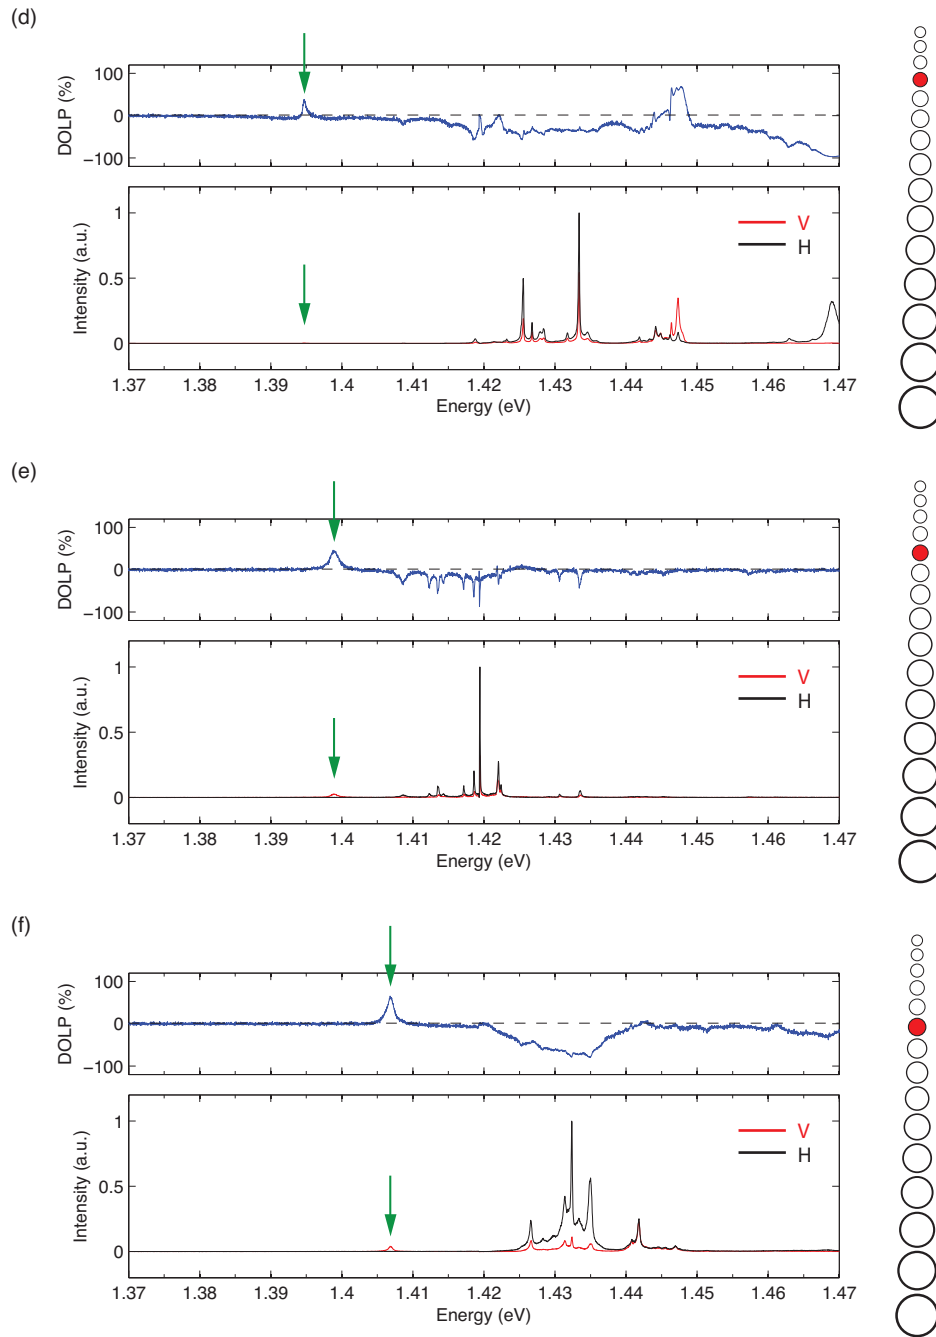 (d)
DOLP (%)
100
0
−100
Intensity (a.u.)
1
0.5
0
V
H
1.37 1.38 1.39 1.4 1.41 1.42 1.43 1.44 1.45 1.46 1.47
Energy (eV)
(e)
DOLP (%)
100
0
−100
Intensity (a.u.)
1
0.5
0
V
H
1.37 1.38 1.39 1.4 1.41 1.42 1.43 1.44 1.45 1.46 1.47
Energy (eV)
(f)
DOLP (%)
100
0
−100
Intensity (a.u.)
1
0.5
0
V
H
1.37 1.38 1.39 1.4 1.41 1.42 1.43 1.44 1.45 1.46 1.47
Energy (eV)